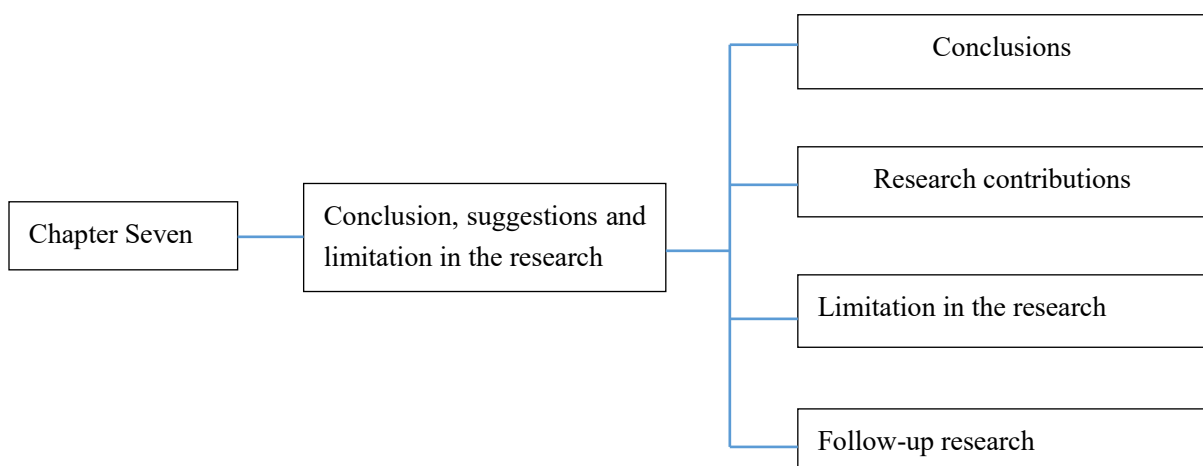 Chapter Seven
Conclusion, suggestions and
limitation in the research
Conclusions
Research contributions
Limitation in the research
Follow-up research